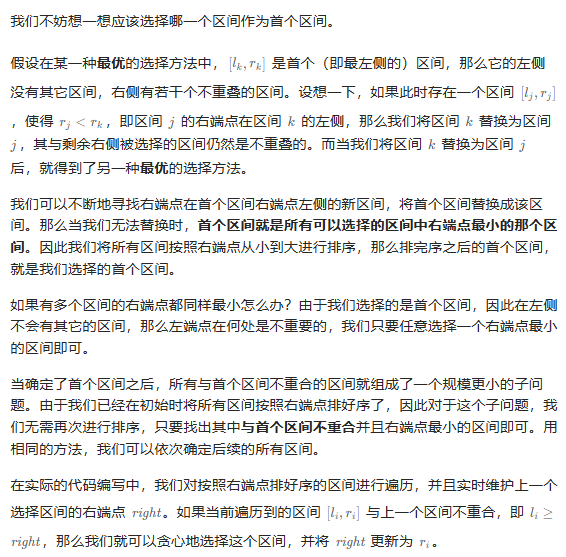 我们不妨想一想应该选择哪一个区间作为首个区间。
假设在某一种最优的选择方法中，[l_k, r_k] 是首个（即最左侧的）区间，那么它的左侧
没有其它区间，右侧有若干个不重叠的区间。设想一下，如果此时存在一个区间 [l_j, r_j]
，使得 r_j < r_k，即区间 j 的右端点在区间 k 的左侧，那么我们将区间 k 替换为区间
j，其与剩余右侧被选择的区间仍然是不重叠的。而当我们将区间 k 替换为区间 j
后，就得到了另一种最优的选择方法。
我们可以不断地寻找右端点在首个区间右端点左侧的新区间，将首个区间替换成该区
间。那么当我们无法替换时，首个区间就是所有可以选择的区间中右端点最小的那个区
间。因此我们将所有区间按照右端点从小到大进行排序，那么排完序之后的首个区间，
就是我们选择的首个区间。
如果有多个区间的右端点都同样最小怎么办？由于我们选择的是首个区间，因此在左侧
不会有其它的区间，那么左端点在何处是不重要的，我们只要任意选择一个右端点最小
的区间即可。
当确定了首个区间之后，所有与首个区间不重合的区间就组成了一个规模更小的子问
题。由于我们已经在初始时将所有区间按照右端点排好序了，因此对于这个子问题，我
们无需再次进行排序，只要找出其中与首个区间不重合并且右端点最小的区间即可。用
相同的方法，我们可以依次确定后续的所有区间。
在实际的代码编写中，我们对按照右端点排好序的区间进行遍历，并且实时维护上一个
选择区间的右端点 right。如果当前遍历到的区间 [l_i, r_i] 与上一个区间不重合，即 l_i ≥
right，那么我们就可以贪心地选择这个区间，并将 right 更新为 r_i。